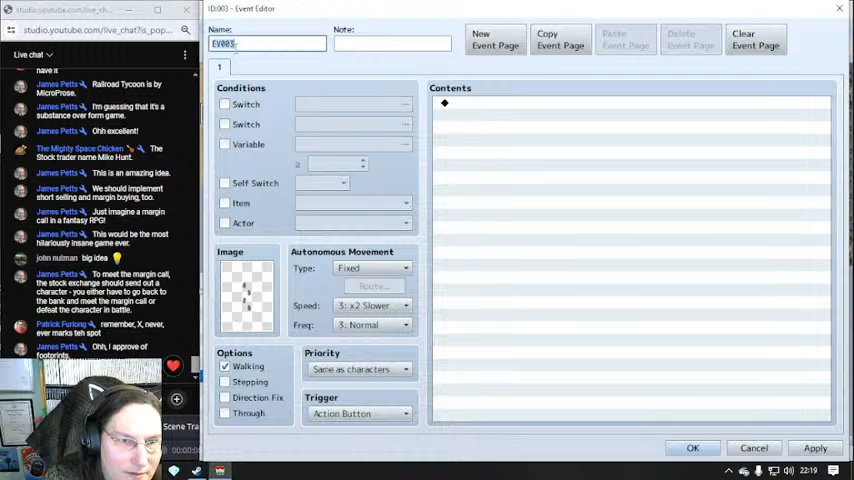 studio.youtube.com/live_chat?is_po...
studio.youtube.com/live_chat?is_pop...
Live chat
have it
James Petts Railroad Tycoon is by
MicroProse.
James Petts I'm guessing that it's a
substance over form game.
James Petts Ohh excellent!
The Mighty Space Chicken The
Stock trader name Mike Hunt.
James Petts This is an amazing idea.
James Petts We should implement
short selling and margin buying, too.
James Petts Just imagine a margin
call in a fantasy RPG!
James Petts This would be the most
hilariously insane game ever.
john nutman big idea
James Petts To meet the margin call,
the stock exchange should send out a
character - you either have to go back to
the bank and meet the margin call or
defeat the character in battle.
Patrick Furlong remember, X, never,
ever marks teh spot
James Petts Ohh, I approve of
footprints.
Scene Tra
22:19
ID:003 - Event Editor
Name:
Note:
EV003
New
Event Page
Copy
Event Page
Paste
Event Page
Delete
Event Page
Clear
Event Page
1
Conditions
Switch
Switch
Variable
≥
Self Switch
Item
Actor
Image
Autonomous Movement
Type: Fixed
Route...
Speed: 3: x2 Slower
Freq: 3: Normal
Options
Walking
Stepping
Direction Fix
Through
Priority
Same as characters
Trigger
Action Button
Contents
OK
Cancel
Apply